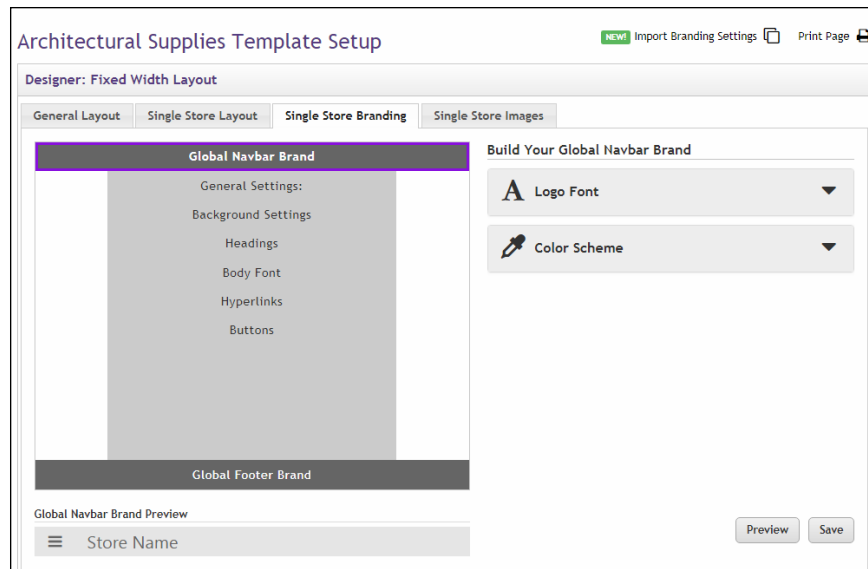 Architectural Supplies Template Setup
NEW! Import Branding Settings Print Page
Designer: Fixed Width Layout
General Layout Single Store Layout Single Store Branding Single Store Images
Global Navbar Brand
General Settings:
Background Settings
Headings
Body Font
Hyperlinks
Buttons
Global Footer Brand
Global Navbar Brand Preview
Store Name
Build Your Global Navbar Brand
A Logo Font
Color Scheme
Preview Save